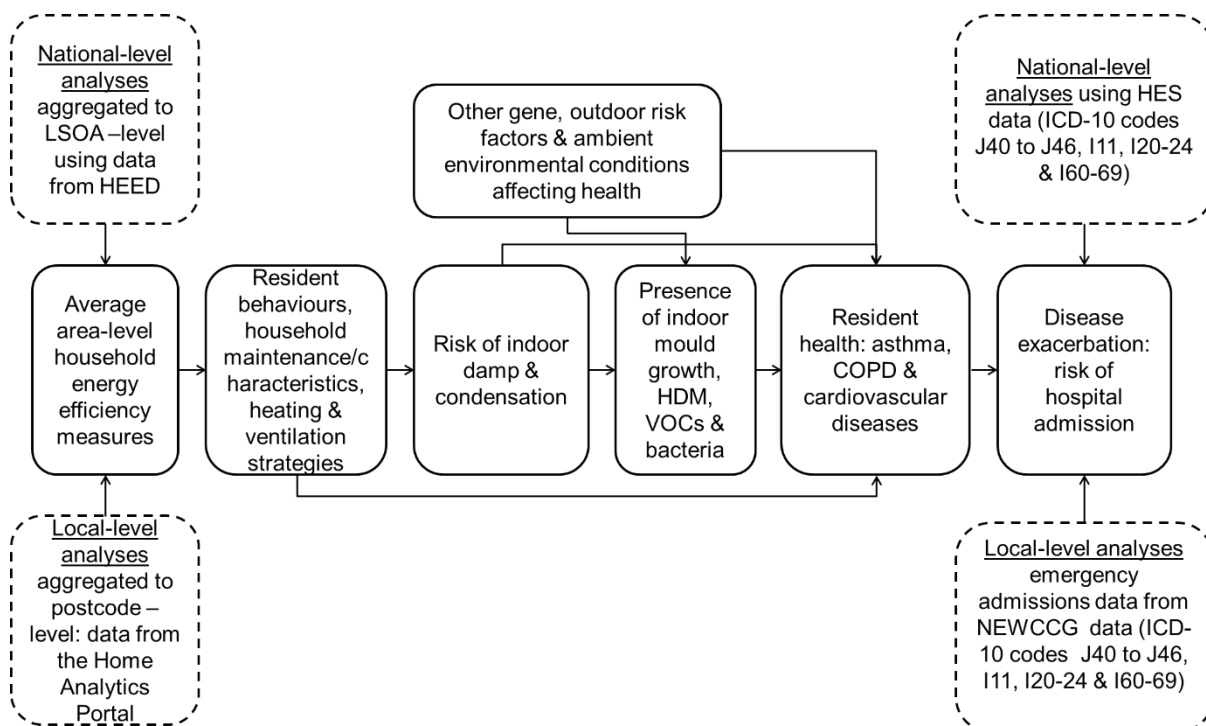 National-level
analyses
aggregated to
LSOA –level
using data
from HEED
Other gene, outdoor risk
factors & ambient
environmental conditions
affecting health
National-level
analyses using HES
data (ICD-10 codes
J40 to J46, I11, I20-24
& I60-69)
Average
area-level
household
energy
efficiency
measures
Resident
behaviours,
household
maintenance/c
haracteristics,
heating &
ventilation
strategies
Risk of indoor
damp &
condensation
Presence
of indoor
mould
growth,
HDM,
VOCs &
bacteria
Resident
health: asthma,
COPD &
cardiovascular
diseases
Disease
exacerbation:
risk of
hospital
admission
Local-level
analyses
aggregated to
postcode –
level: data from
the Home
Analytics
Portal
Local-level analyses
emergency
admissions data from
NEWCCG data (ICD-
10 codes J40 to J46,
I11, I20-24 & I60-69)